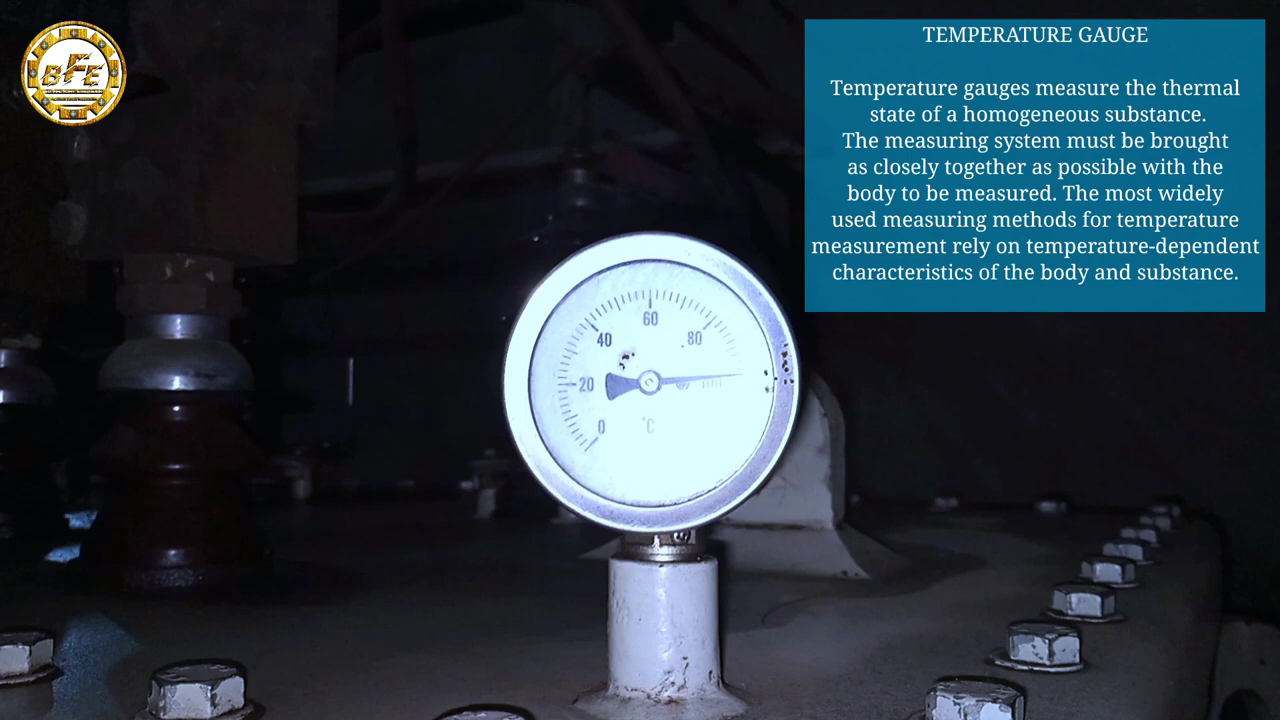 BFE
TEMPERATURE GAUGE
Temperature gauges measure the thermal
state of a homogeneous substance.
The measuring system must be brought
as closely together as possible with the
body to be measured. The most widely
used measuring methods for temperature
measurement rely on temperature-dependent
characteristics of the body and substance.
60
40
80
20
0
°C